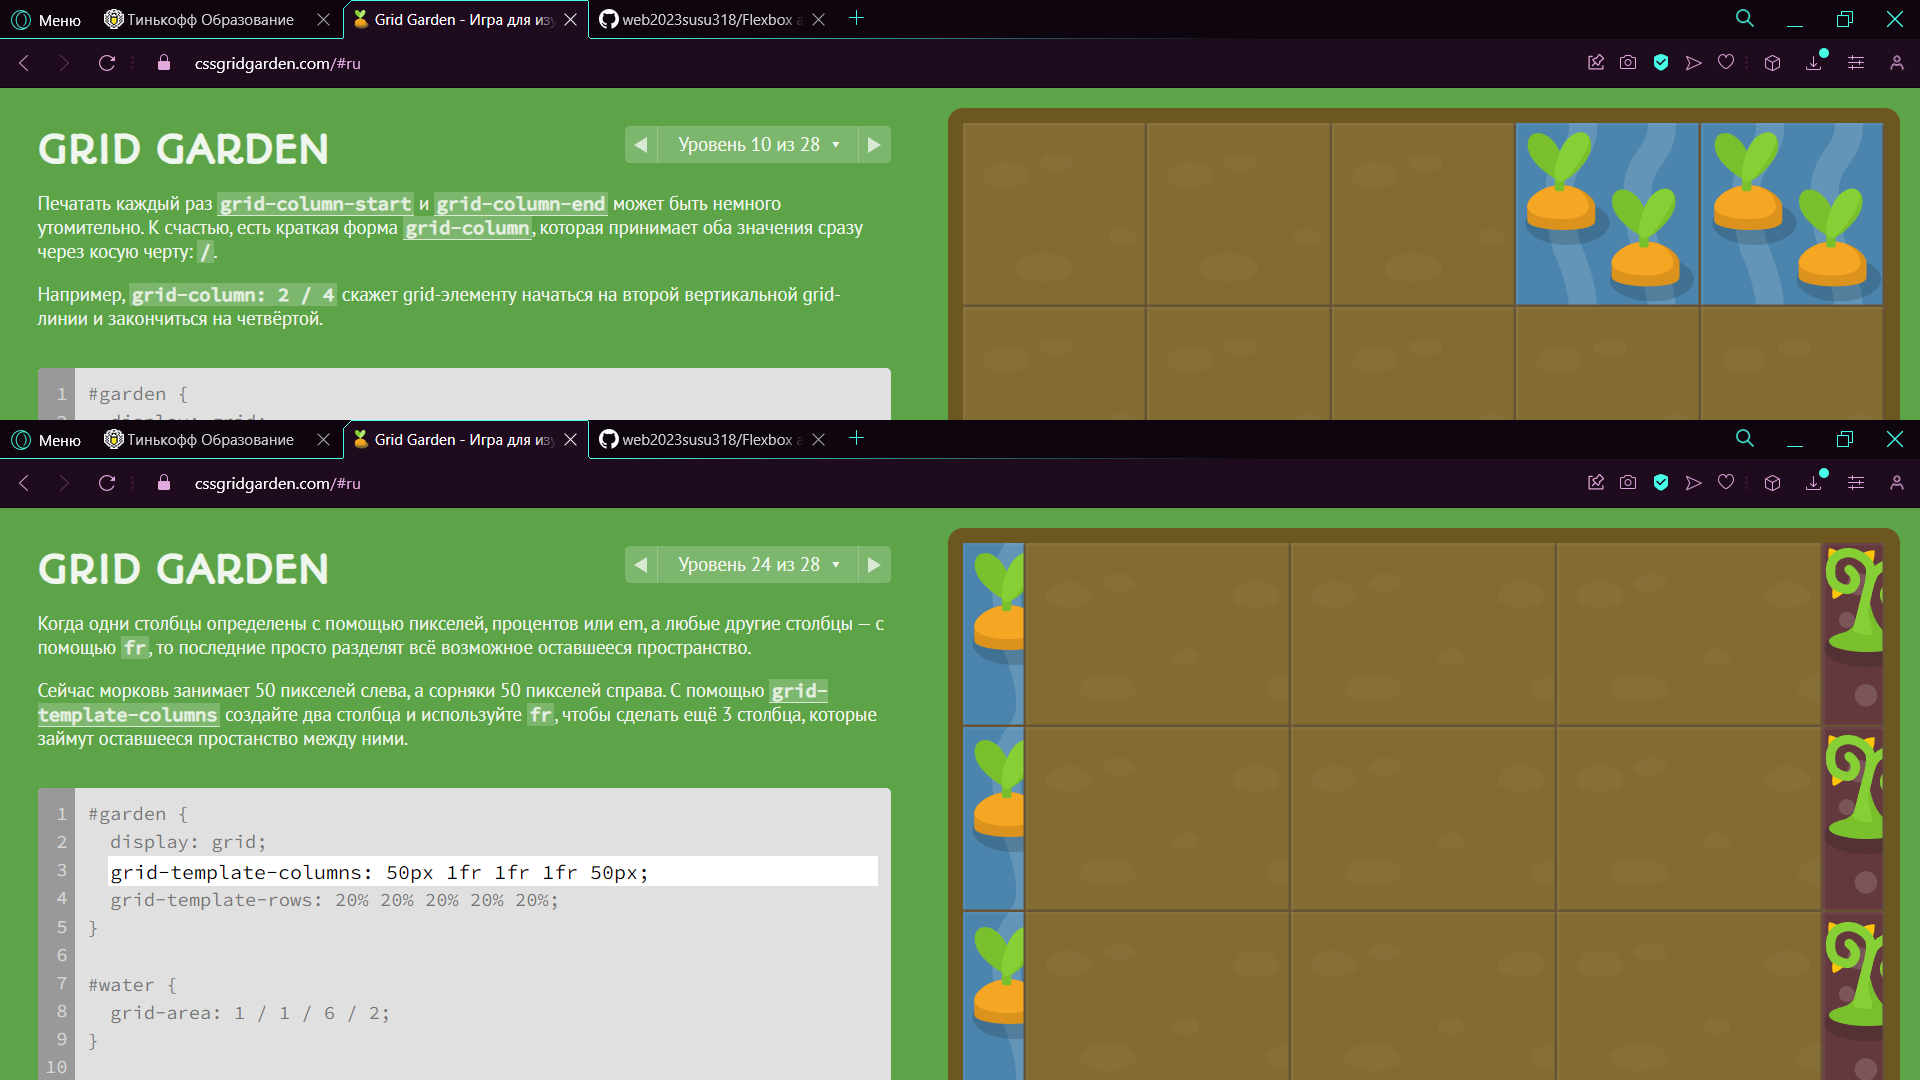 Меню
Тинькофф Образование
Grid Garden - Игра для из
web2023susu318/Flexbox a
cssgridgarden.com/#ru
GRID GARDEN
Уровень 10 из 28
Печатать каждый раз grid-column-start и grid-column-end может быть немного
утомительно. К счастью, есть краткая форма grid-column, которая принимает оба значения сразу
через косую черту: /.
Например, grid-column: 2 / 4 скажет grid-элементу начаться на второй вертикальной grid-
линии и закончиться на четвёртой.
1 #garden {
2 display: grid;
Меню
Тинькофф Образование
Grid Garden - Игра для из
web2023susu318/Flexbox a
cssgridgarden.com/#ru
GRID GARDEN
Уровень 24 из 28
Когда одни столбцы определены с помощью пикселей, процентов или em, а любые другие столбцы — с
помощью fr, то последние просто разделят всё возможное оставшееся пространство.
Сейчас морковь занимает 50 пикселей слева, а сорняки 50 пикселей справа. С помощью grid-
template-columns создайте два столбца и используйте fr, чтобы сделать ещё 3 столбца, которые
займут оставшееся простанство между ними.
1 #garden {
2 display: grid;
3 grid-template-columns: 50px 1fr 1fr 1fr 50px;
4 grid-template-rows: 20% 20% 20% 20% 20%;
5 }
6
7 #water {
8 grid-area: 1 / 1 / 6 / 2;
9 }
10